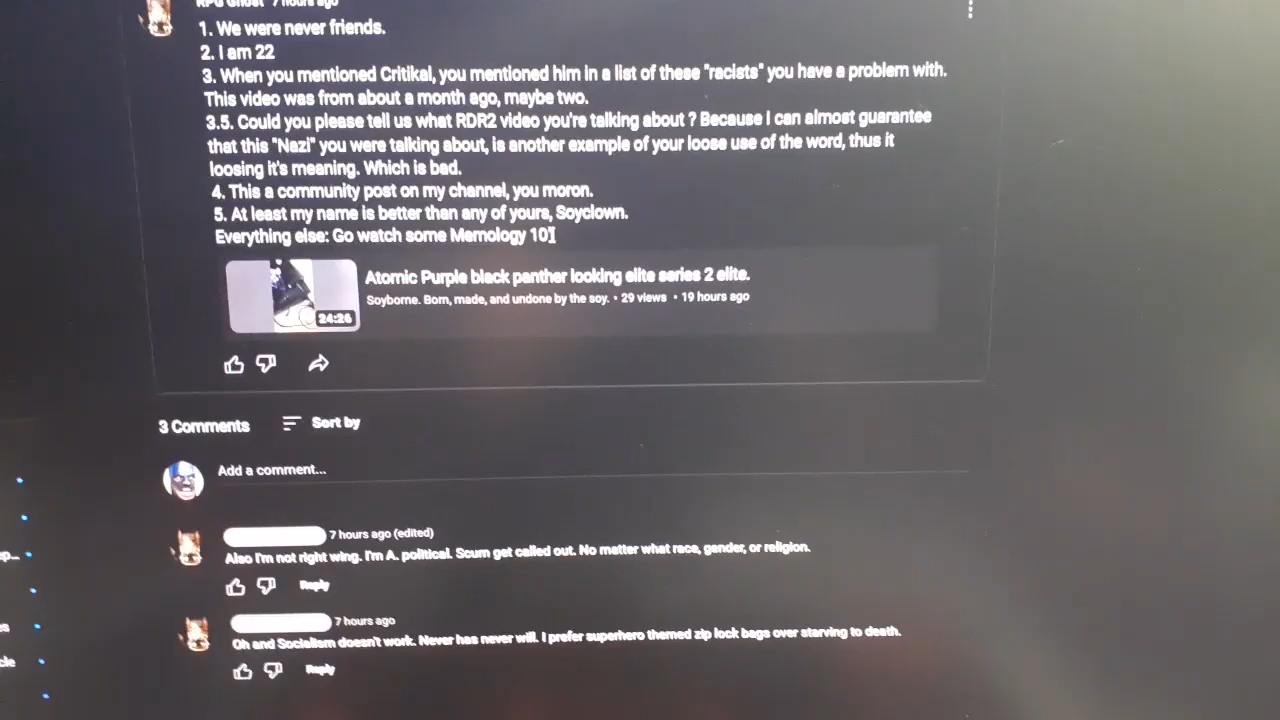 RPG Ghost 7 hours ago
1. We were never friends.
2. I am 22
3. When you mentioned Critikal, you mentioned him in a list of these "racists" you have a problem with.
This video was from about a month ago, maybe two.
3.5. Could you please tell us what RDR2 video you're talking about ? Because I can almost guarantee
that this "Nazi" you were talking about, is another example of your loose use of the word, thus it
loosing it's meaning. Which is bad.
4. This a community post on my channel, you moron.
5. At least my name is better than any of yours, Soyclown.
Everything else: Go watch some Memology 101
Atomic Purple black panther looking elite series 2 elite.
Soyborne. Born, made, and undone by the soy. • 29 views • 19 hours ago
24:26
3 Comments Sort by
Add a comment...
7 hours ago (edited)
Also I'm not right wing. I'm A. political. Scum get called out. No matter what race, gender, or religion.
Reply
7 hours ago
Oh and Socialism doesn't work. Never has never will. I prefer superhero themed zip lock bags over starving to death.
Reply